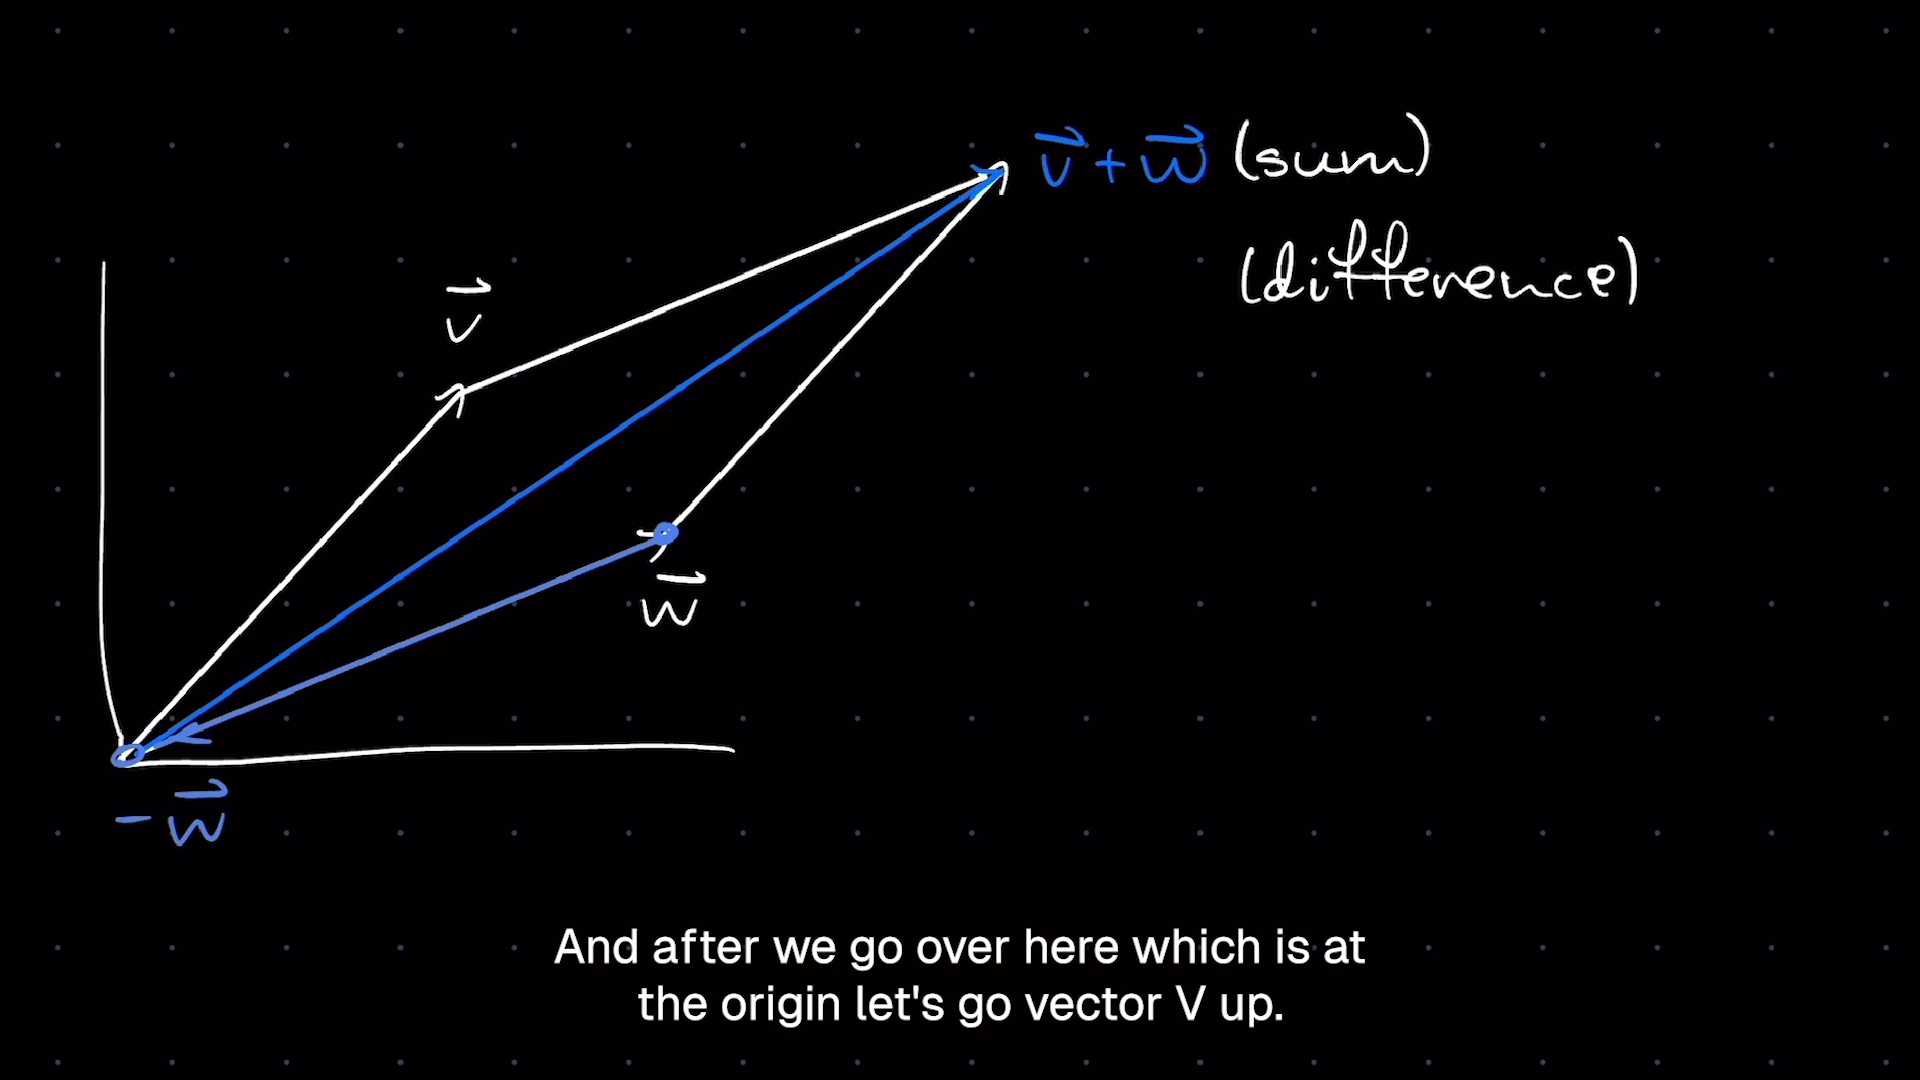 v⃗ + w⃗ (sum)
(difference)
v⃗
w⃗
- w⃗
And after we go over here which is at
the origin let's go vector V up.